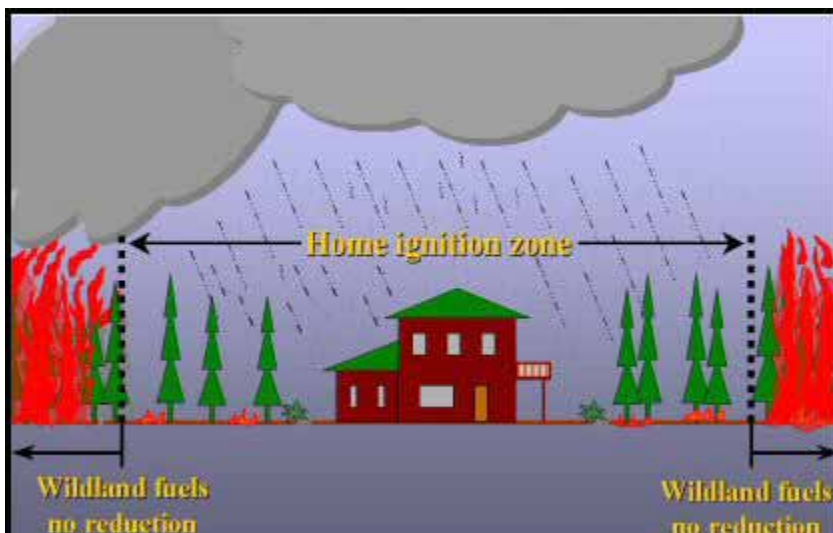 Home ignition zone
Wildland fuels
no reduction
Wildland fuels
no reduction